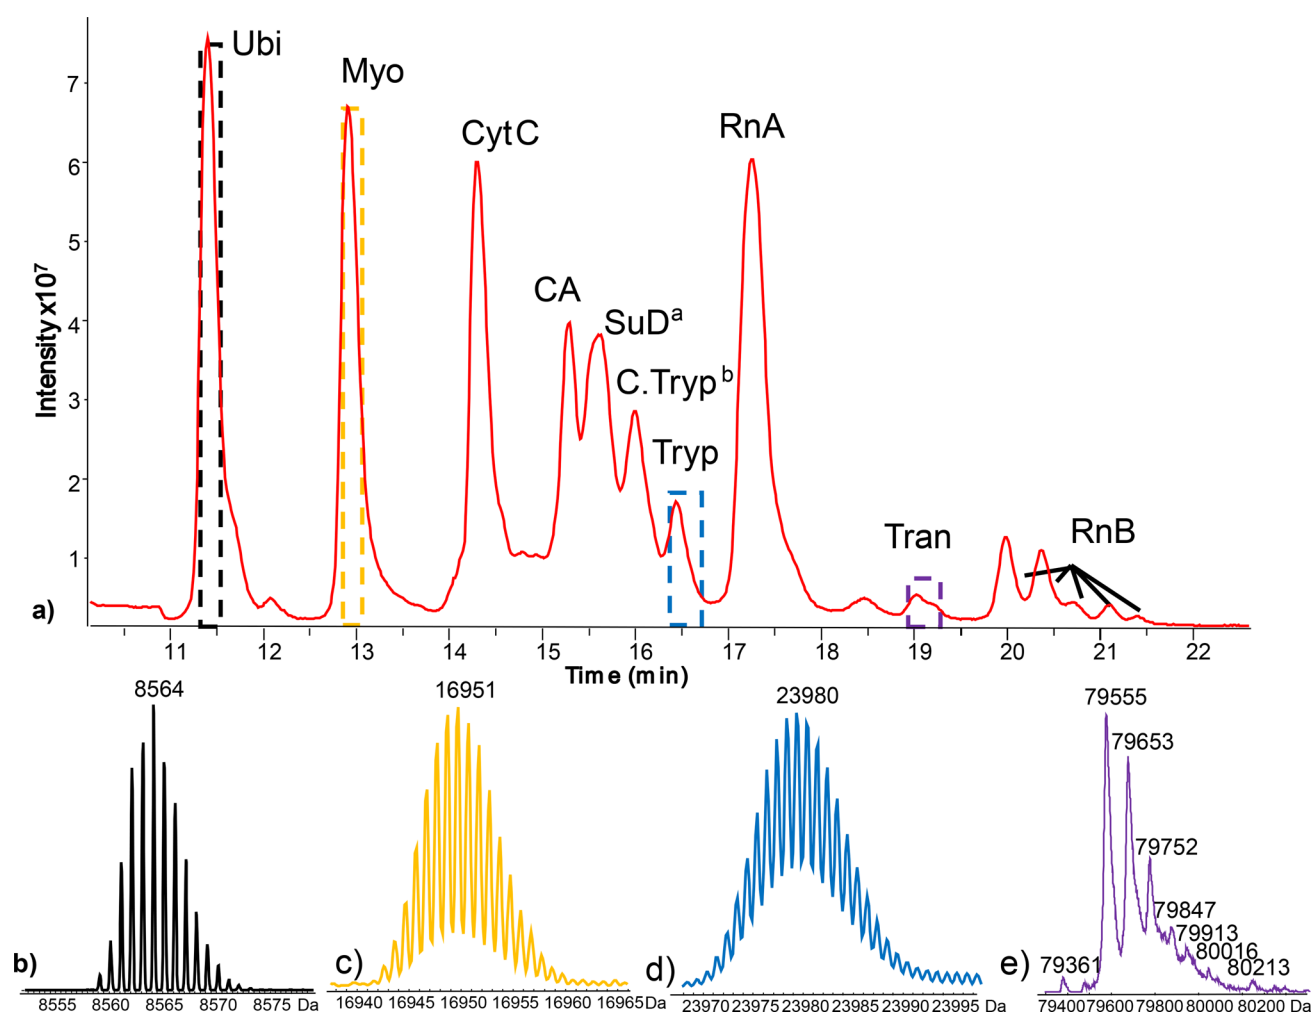 Ubi
Myo
CytC
RnA
CA
SuDᵃ
C.Trypᵇ
Tryp
Tran
RnB
Intensity x10⁷
7
6
5
4
3
2
1
a)
11 12 13 14 15 16 17 18 19 20 21 22
Time (min)
8564
b)
8555 8560 8565 8570 8575 Da
16951
c)
16940 16945 16950 16955 16960 16965 Da
23980
d)
23970 23975 23980 23985 23990 23995 Da
79555
79653
79752
79847
79913
80016
80213
79361
e)
79400 79600 79800 80000 80200 Da